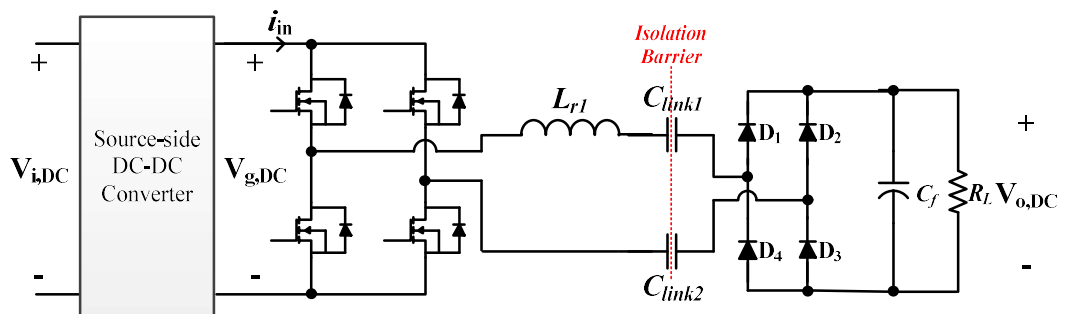 +
-
V_i,DC
Source-side
DC-DC
Converter
+
-
V_g,DC
i_in
L_r1
Isolation
Barrier
C_link1
C_link2
D_1
D_2
D_4
D_3
C_f
R_L
+
V_o,DC
-